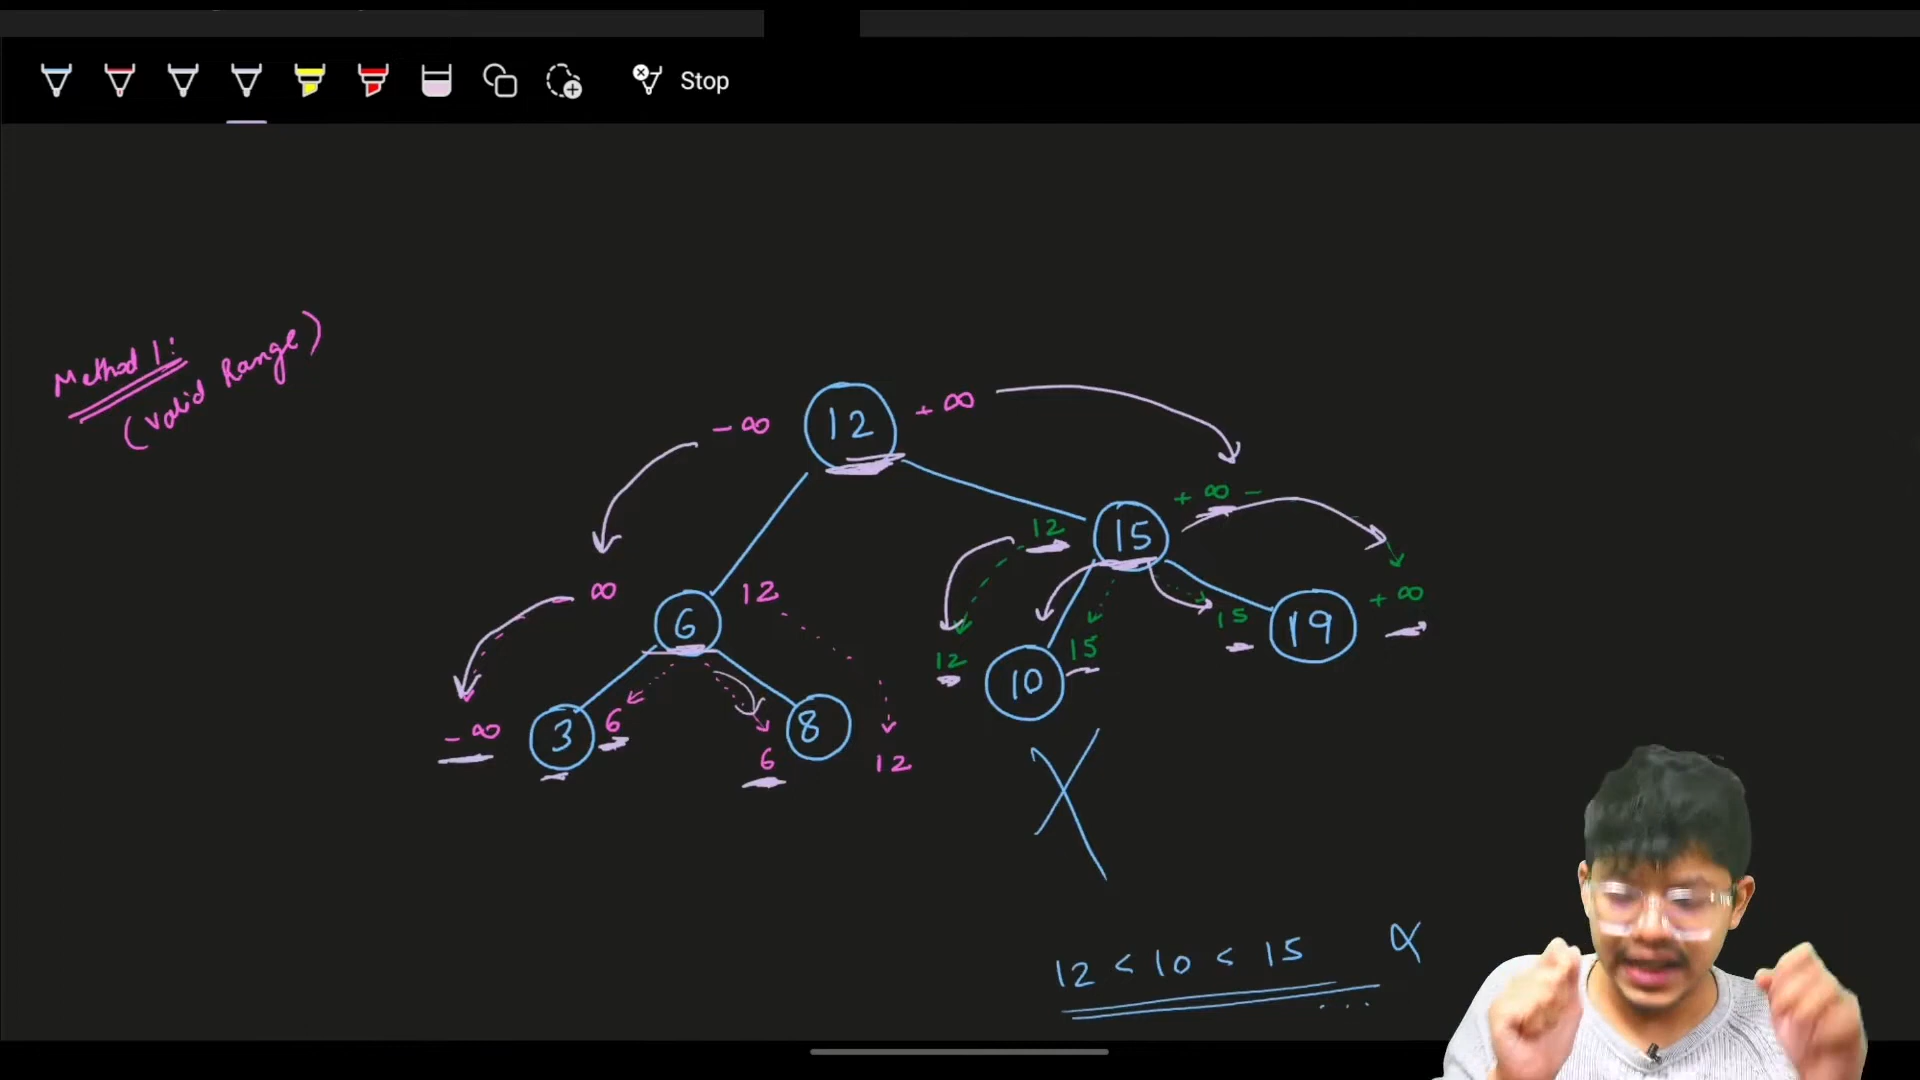 Stop
Method 1:
(Valid Range)
- ∞ 12 + ∞
12 15 + ∞ -
∞ 6 12
12 10 15
15 19 + ∞
- ∞ 3 6
6 8 12
12 < 10 < 15